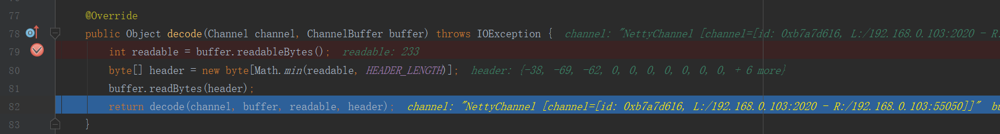 77 @Override
78 public Object decode(Channel channel, ChannelBuffer buffer) throws IOException { channel: "NettyChannel [channel=[id: 0xb7a7d616, L:/192.168.0.103:2020 - R:/
79 int readable = buffer.readableBytes(); readable: 233
80 byte[] header = new byte[Math.min(readable, HEADER_LENGTH)]; header: {-38, -69, -62, 0, 0, 0, 0, 0, 0, 0, + 6 more}
81 buffer.readBytes(header);
82 return decode(channel, buffer, readable, header); channel: "NettyChannel [channel=[id: 0xb7a7d616, L:/192.168.0.103:2020 - R:/192.168.0.103:55050]]" bu
83 }